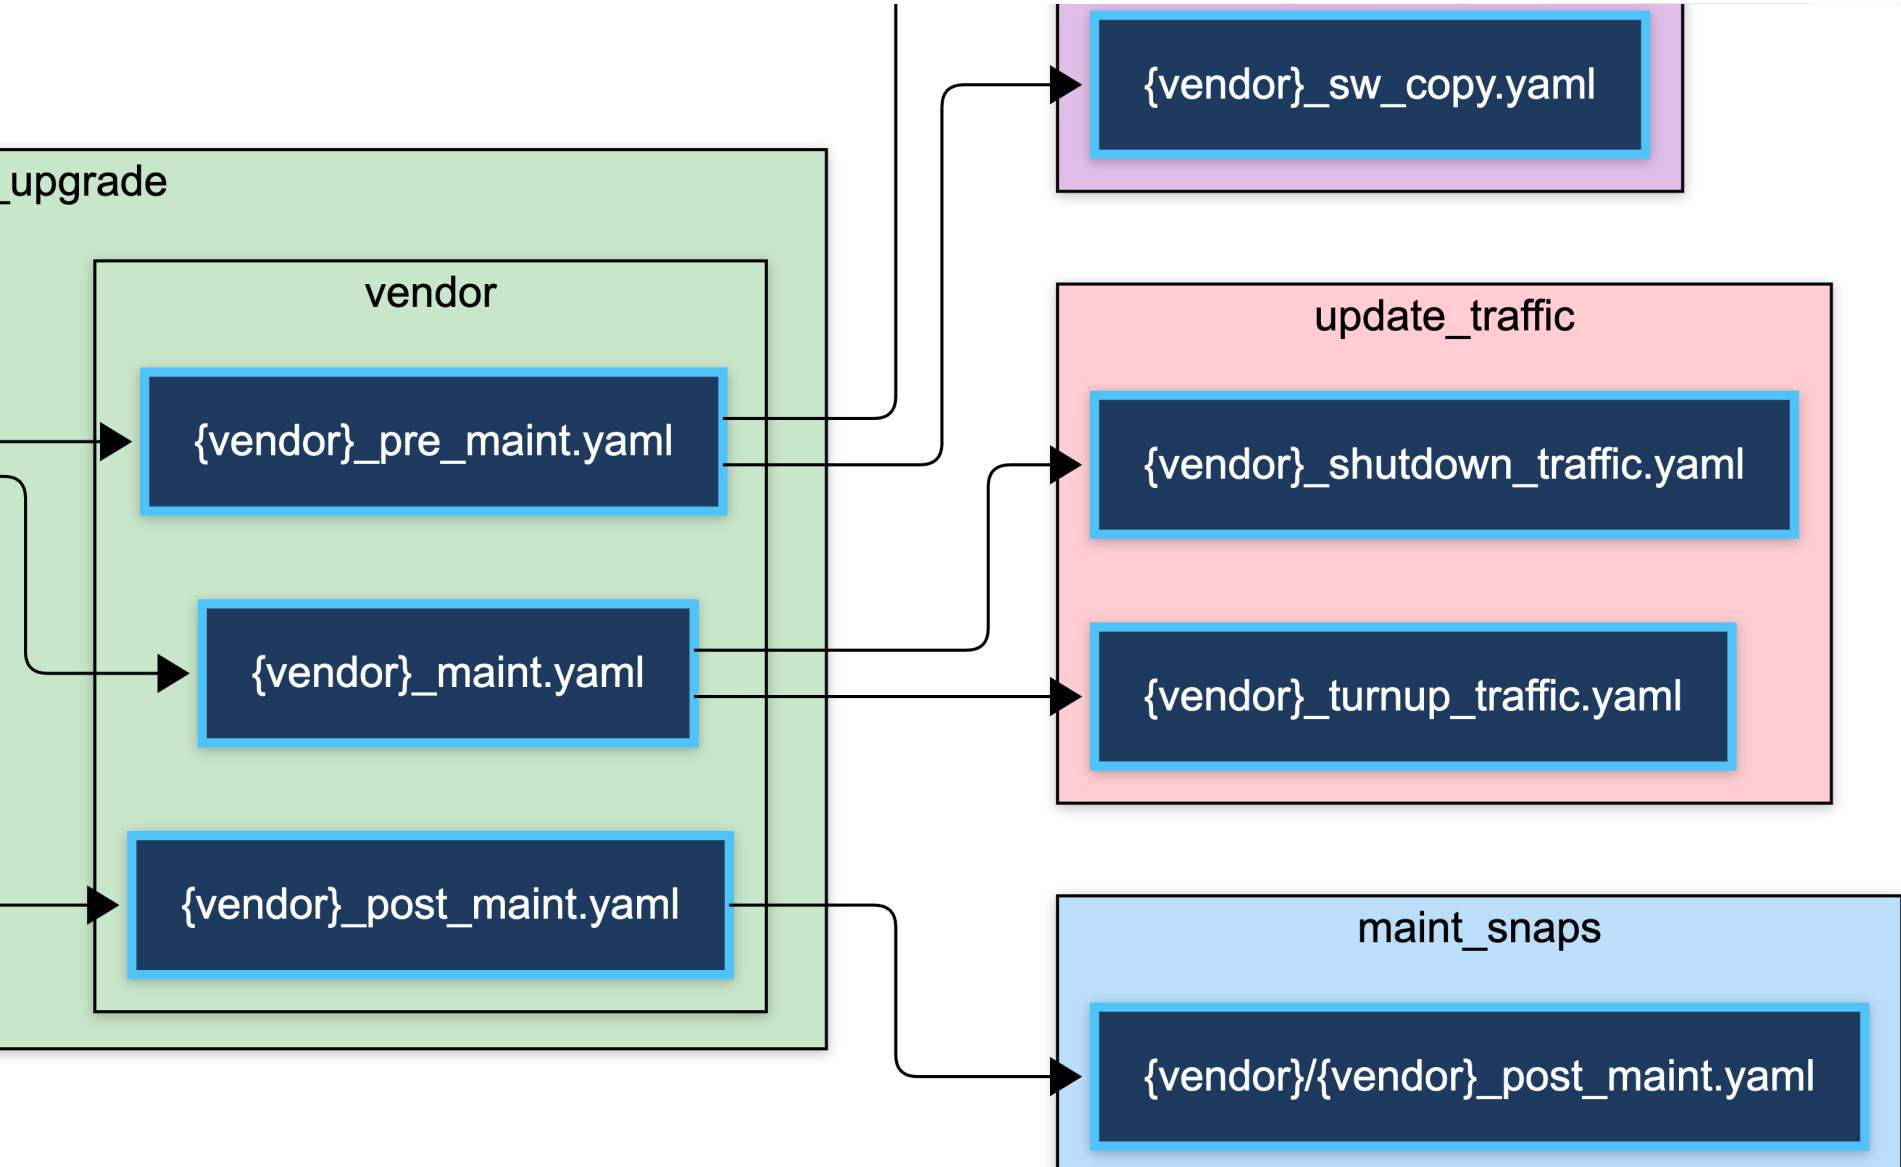 {vendor}_sw_copy.yaml
_upgrade
vendor
{vendor}_pre_maint.yaml
{vendor}_maint.yaml
{vendor}_post_maint.yaml
update_traffic
{vendor}_shutdown_traffic.yaml
{vendor}_turnup_traffic.yaml
maint_snaps
{vendor}/{vendor}_post_maint.yaml